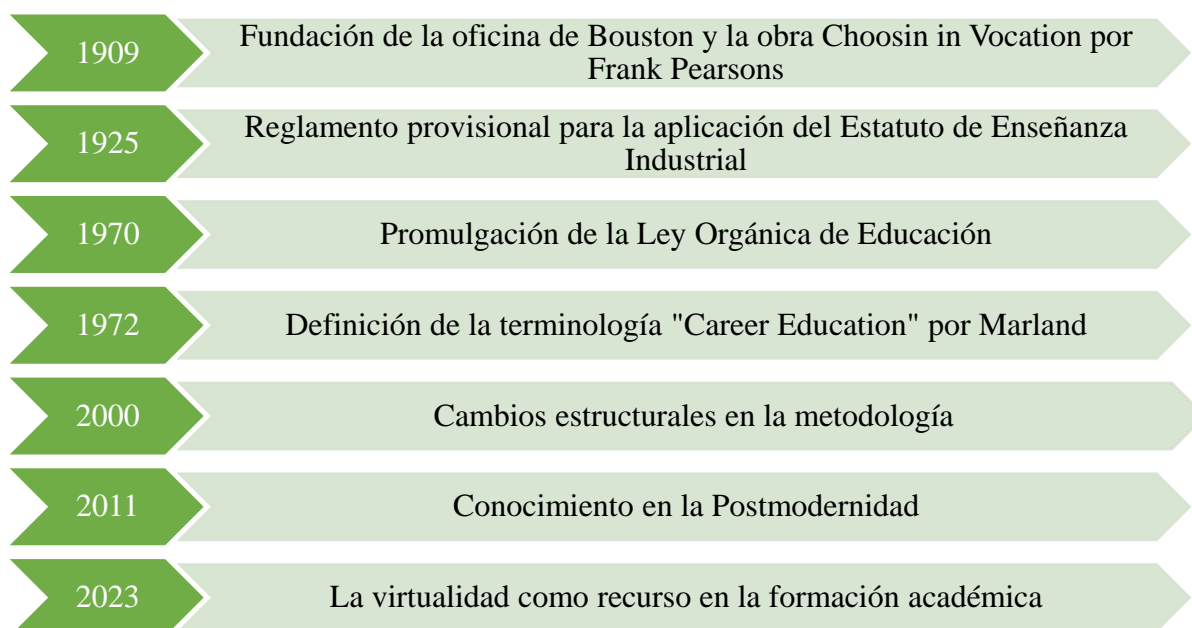 1909
Fundación de la oficina de Bouston y la obra Choosin in Vocation por
Frank Pearsons
1925
Reglamento provisional para la aplicación del Estatuto de Enseñanza
Industrial
1970
Promulgación de la Ley Orgánica de Educación
1972
Definición de la terminología "Career Education" por Marland
2000
Cambios estructurales en la metodología
2011
Conocimiento en la Postmodernidad
2023
La virtualidad como recurso en la formación académica